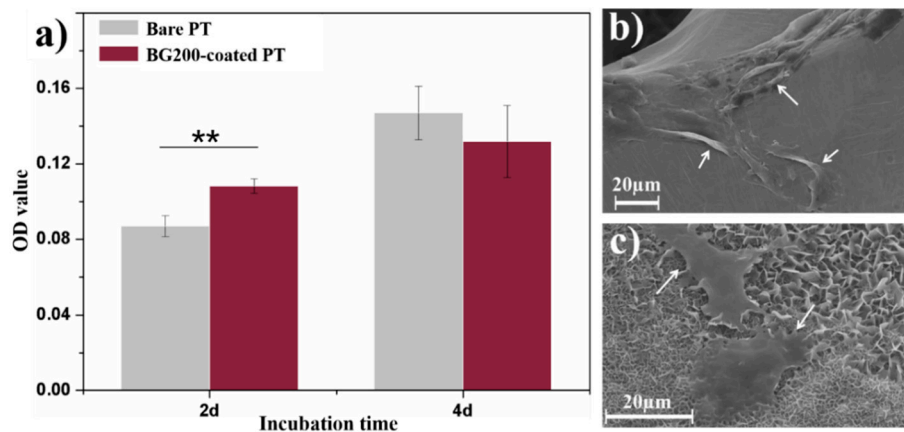 a)
Bare PT
BG200-coated PT
**
OD value
0.16
0.12
0.08
0.04
0.00
2d
4d
Incubation time
b)
20μm
c)
20μm